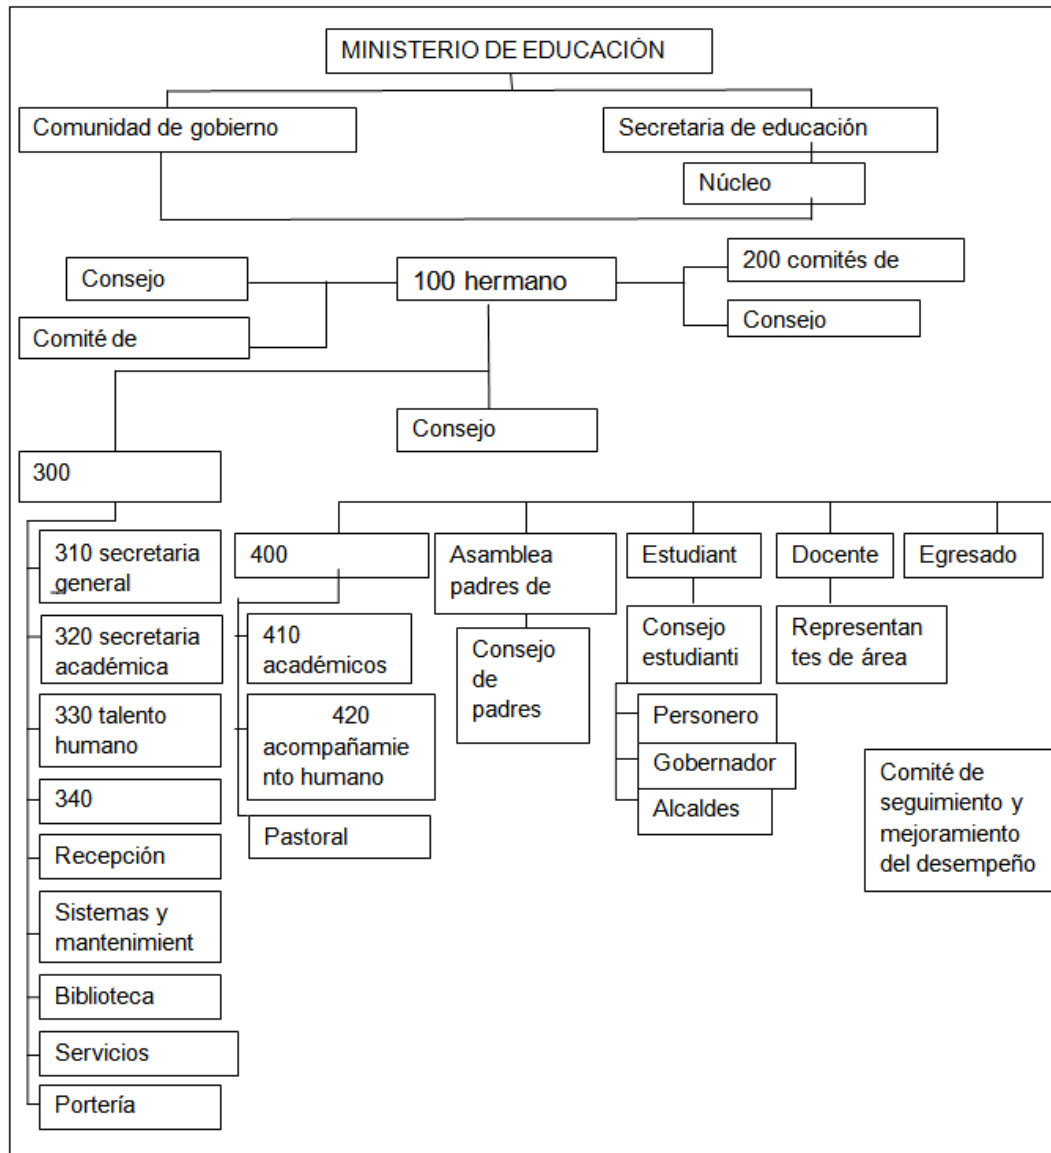 MINISTERIO DE EDUCACIÓN
Comunidad de gobierno
Secretaria de educación
Núcleo
Consejo
100 hermano
200 comités de
Comité de
Consejo
Consejo
300
310 secretaria
general
320 secretaria
académica
330 talento
humano
340
Recepción
Sistemas y
mantenimient
Biblioteca
Servicios
Portería
400
410
académicos
420
acompañamie
nto humano
Pastoral
Asamblea
padres de
Consejo
de
padres
Estudiant
Consejo
estudianti
Personero
Gobernador
Alcaldes
Docente
Representan
tes de área
Egresado
Comité de
seguimiento y
mejoramiento
del desempeño